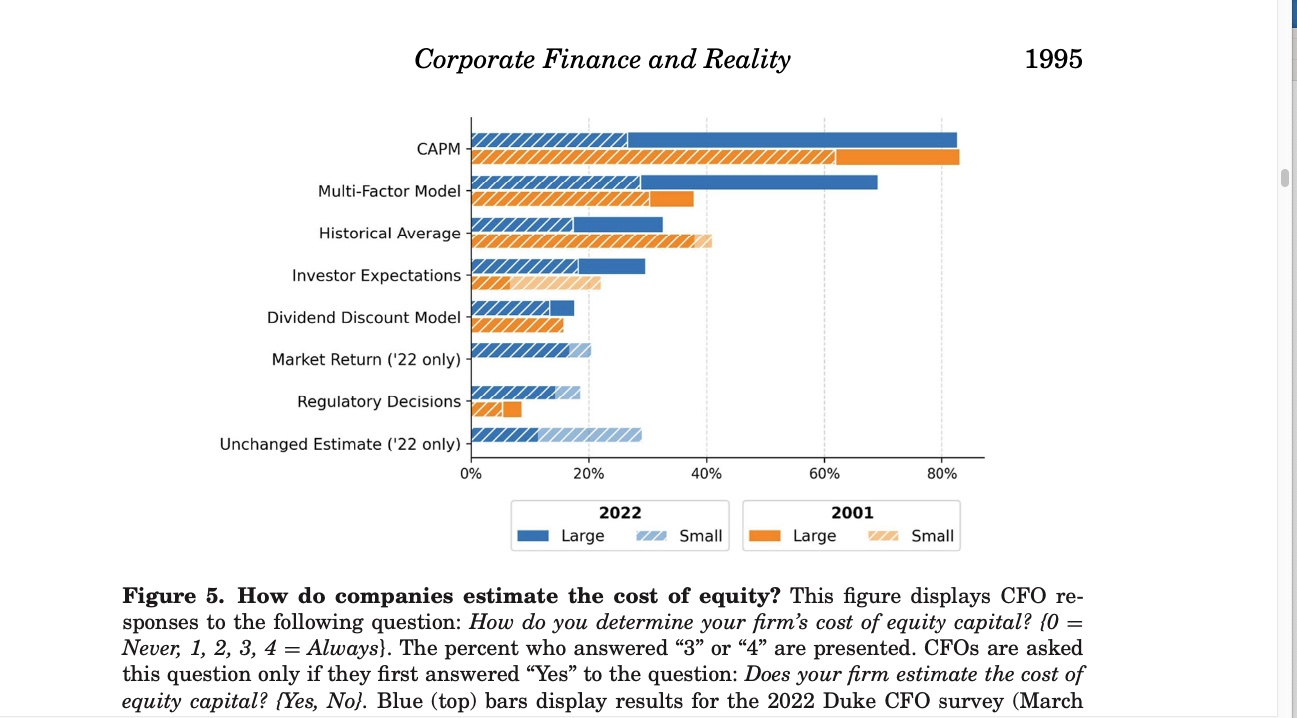 Corporate Finance and Reality 1995
CAPM
Multi-Factor Model
Historical Average
Investor Expectations
Dividend Discount Model
Market Return ('22 only)
Regulatory Decisions
Unchanged Estimate ('22 only)
0% 20% 40% 60% 80%
2022 2001
Large Small Large Small
Figure 5. How do companies estimate the cost of equity? This figure displays CFO re-
sponses to the following question: How do you determine your firm's cost of equity capital? {0 =
Never, 1, 2, 3, 4 = Always}. The percent who answered “3” or “4” are presented. CFOs are asked
this question only if they first answered “Yes” to the question: Does your firm estimate the cost of
equity capital? {Yes, No}. Blue (top) bars display results for the 2022 Duke CFO survey (March